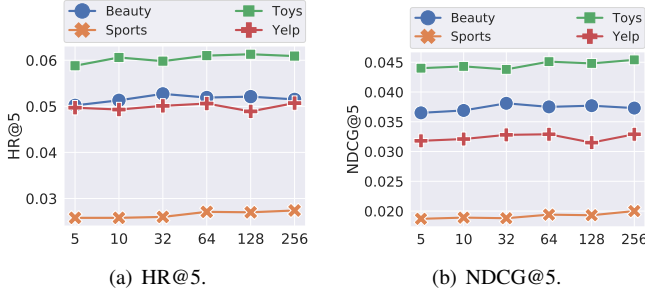 Beauty Toys
Sports Yelp
HR@5
0.06
0.05
0.04
0.03
5 10 32 64 128 256
(a) HR@5.
Beauty Toys
Sports Yelp
NDCG@5
0.045
0.040
0.035
0.030
0.025
0.020
5 10 32 64 128 256
(b) NDCG@5.